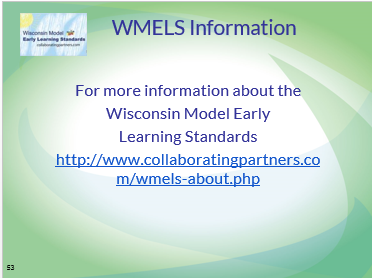 Wisconsin Model
Early Learning Standards
collaboratingpartners.com
WMELS Information
For more information about the
Wisconsin Model Early
Learning Standards
http://www.collaboratingpartners.co
m/wmels-about.php
53